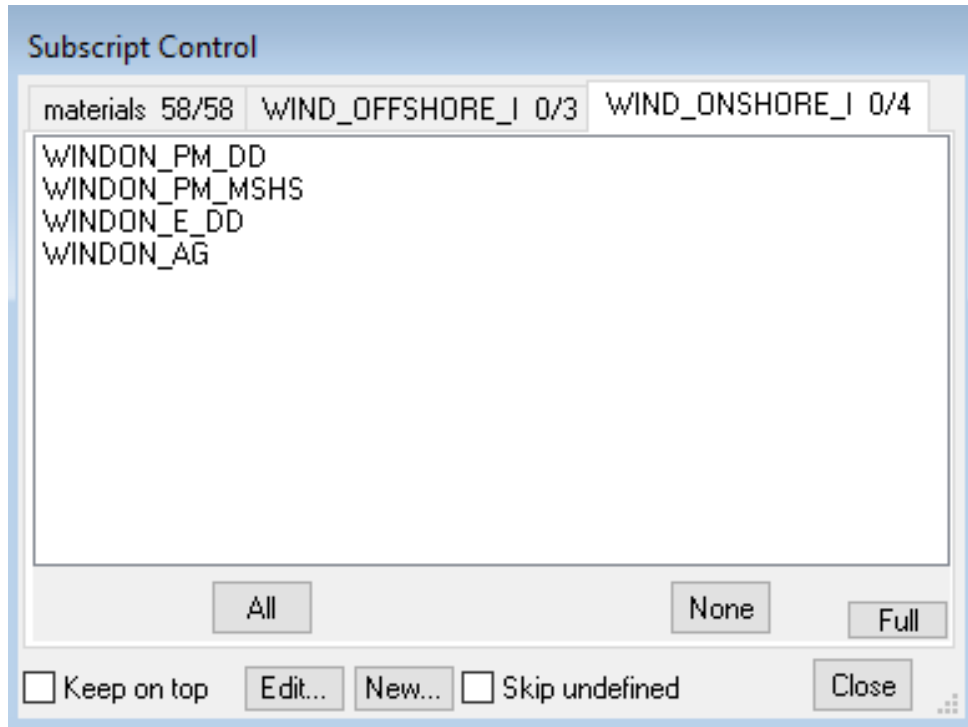 Subscript Control
materials 58/58 WIND_OFFSHORE_I 0/3 WIND_ONSHORE_I 0/4
WINDON_PM_DD
WINDON_PM_MSHS
WINDON_E_DD
WINDON_AG
All None Full
Keep on top Edit... New... Skip undefined Close